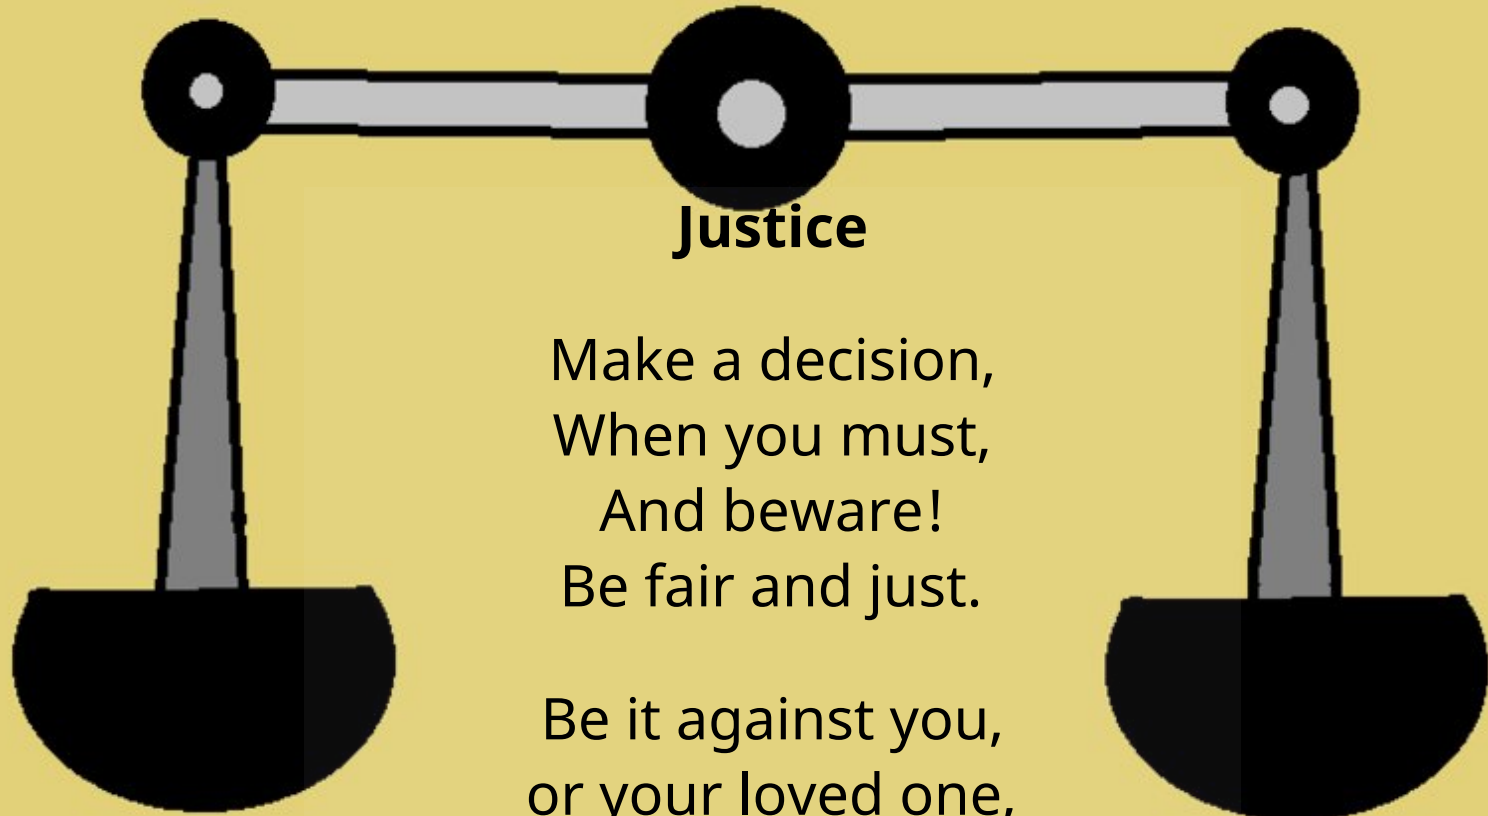 Justice
Make a decision,
When you must,
And beware!
Be fair and just.
Be it against you,
or your loved one,